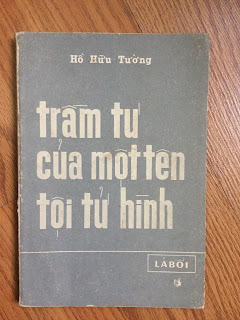 Hồ Hữu Tường
trầm tư
của một tên
tội tử hình
LÁBỐI